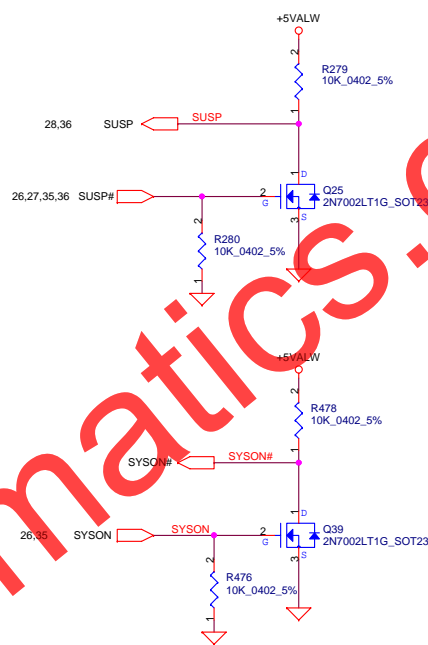 +5VALW
2
R279
10K_0402_5%
1
28,36 SUSP SUSP
1 D
Q25
2N7002LT1G_SOT23
26,27,35,36 SUSP# 2
G
3 S
2
R280
10K_0402_5%
1
+5VALW
2
R478
10K_0402_5%
1
SYSON# SYSON#
1 D
Q39
2N7002LT1G_SOT23
26,35 SYSON SYSON 2
G
3 S
2
R476
10K_0402_5%
1
matics.